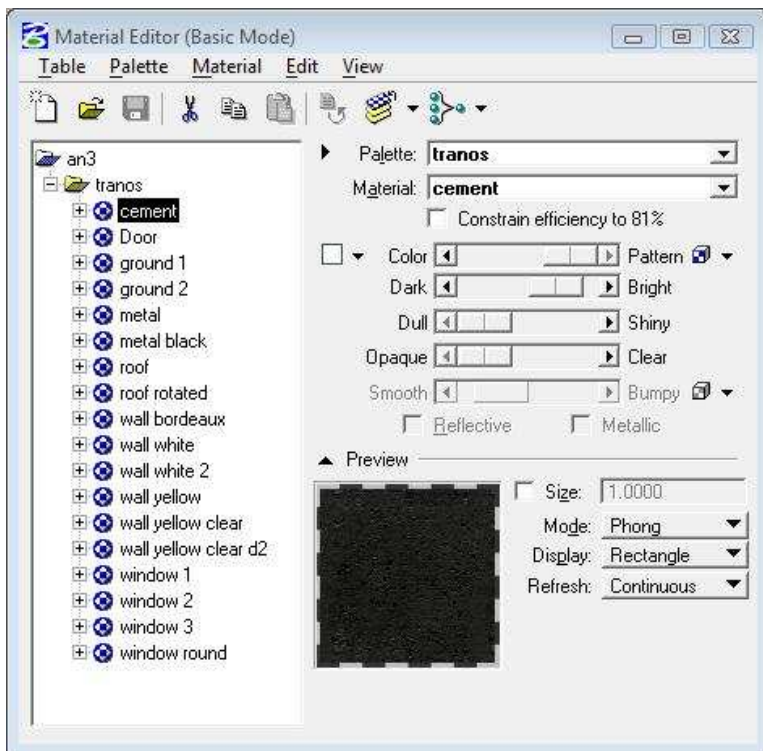 Material Editor (Basic Mode)
Table Palette Material Edit View
an3
tranos
cement
Door
ground 1
ground 2
metal
metal black
roof
roof rotated
wall bordeaux
wall white
wall white 2
wall yellow
wall yellow clear
wall yellow clear d2
window 1
window 2
window 3
window round
Palette: tranos
Material: cement
Constrain efficiency to 81%
Color Pattern
Dark Bright
Dull Shiny
Opaque Clear
Smooth Bumpy
Reflective Metallic
Preview
Size: 1.0000
Mode: Phong
Display: Rectangle
Refresh: Continuous